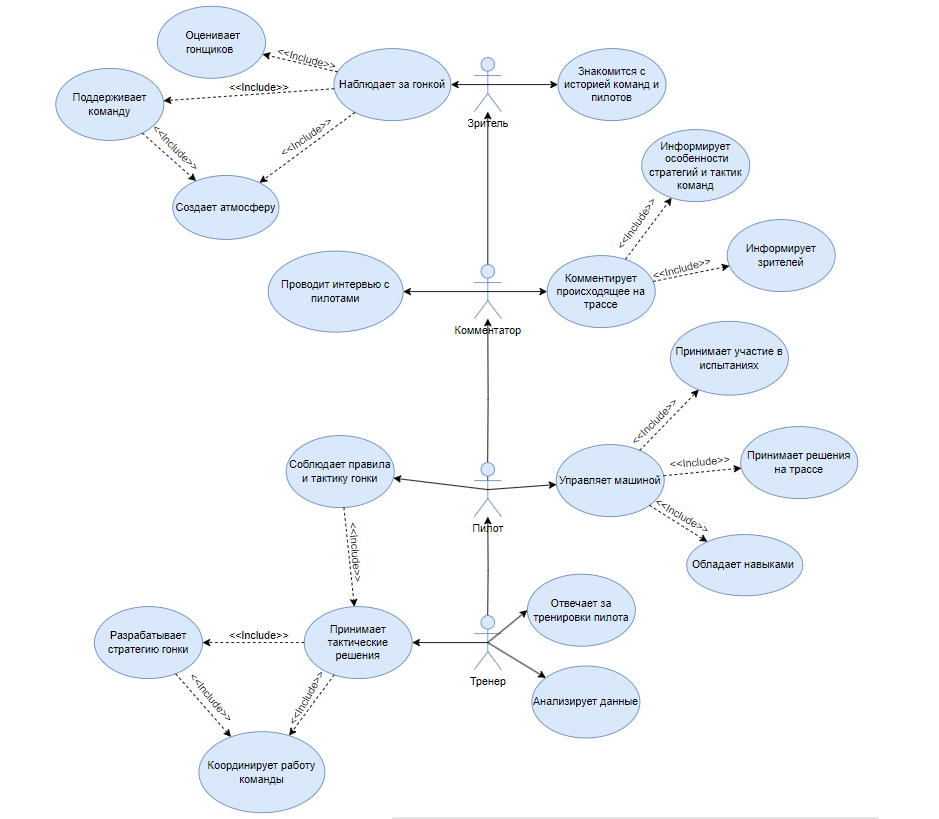 Оценивает
гонщиков
<<Include>>
Наблюдает за гонкой
Знакомится с
историей команд и
пилотов
<<Include>>
Поддерживает
команду
Зритель
<<Include>>
<<Include>>
Создает атмосферу
Информирует
особенности
стратегий и тактик
команд
<<Include>>
Информирует
зрителей
<<Include>>
Проводит интервью с
пилотами
Комментирует
происходящее на
трассе
Комментатор
Принимает участие в
испытаниях
<<Include>>
Соблюдает правила
и тактику гонки
Принимает решения
на трассе
<<Include>>
Управляет машиной
<<Include>>
Пилот
<<Include>>
Обладает навыками
Отвечает за
тренировки пилота
Разрабатывает
стратегию гонки
<<Include>>
Принимает
тактические
решения
Тренер
<<Include>>
<<Include>>
Анализирует данные
Координирует работу
команды